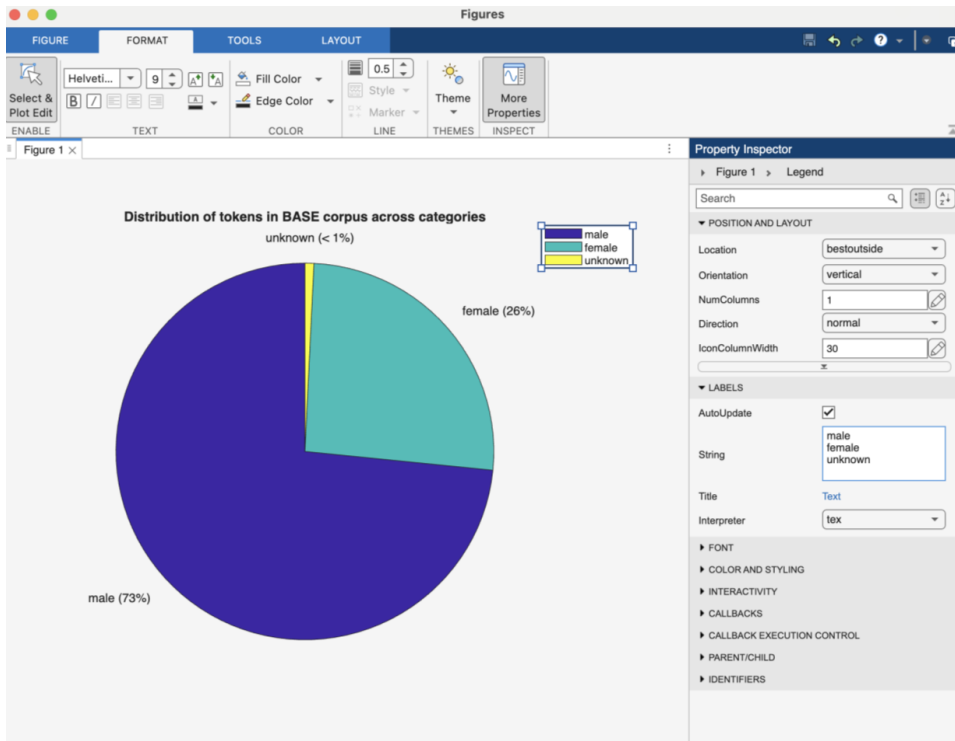 Figures
FIGURE FORMAT TOOLS LAYOUT
Helveti... 9 A A Fill Color 0.5
Select & Plot Edit
B I Edge Color Style Marker
Theme
More Properties
ENABLE TEXT COLOR LINE THEMES INSPECT
Figure 1
Distribution of tokens in BASE corpus across categories
unknown (< 1%)
male
female
unknown
female (26%)
male (73%)
Property Inspector
Figure 1 Legend
Search
POSITION AND LAYOUT
Location bestoutside
Orientation vertical
NumColumns 1
Direction normal
IconColumnWidth 30
LABELS
AutoUpdate
String male
female
unknown
Title Text
Interpreter tex
FONT
COLOR AND STYLING
INTERACTIVITY
CALLBACKS
CALLBACK EXECUTION CONTROL
PARENT/CHILD
IDENTIFIERS